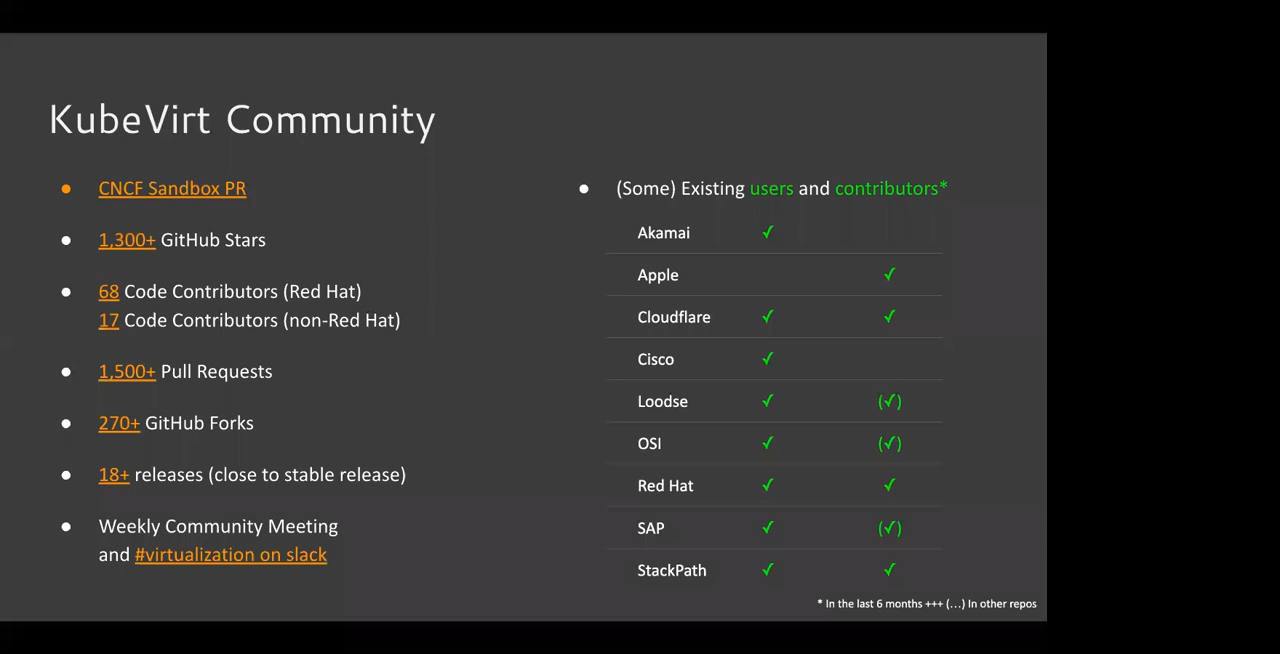 KubeVirt Community
● CNCF Sandbox PR
● 1,300+ GitHub Stars
● 68 Code Contributors (Red Hat)
17 Code Contributors (non-Red Hat)
● 1,500+ Pull Requests
● 270+ GitHub Forks
● 18+ releases (close to stable release)
● Weekly Community Meeting
and #virtualization on slack
● (Some) Existing users and contributors*
Akamai ✓
Apple ✓
Cloudflare ✓ ✓
Cisco ✓
Loodse ✓ (✓)
OSI ✓ (✓)
Red Hat ✓ ✓
SAP ✓ (✓)
StackPath ✓ ✓
* In the last 6 months +++ (...) In other repos